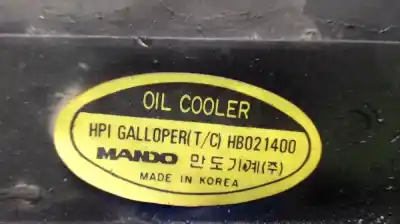 OIL COOLER
HPI GALLOPER(T/C) HB021400
MANDO 만도기계(주)
MADE IN KOREA